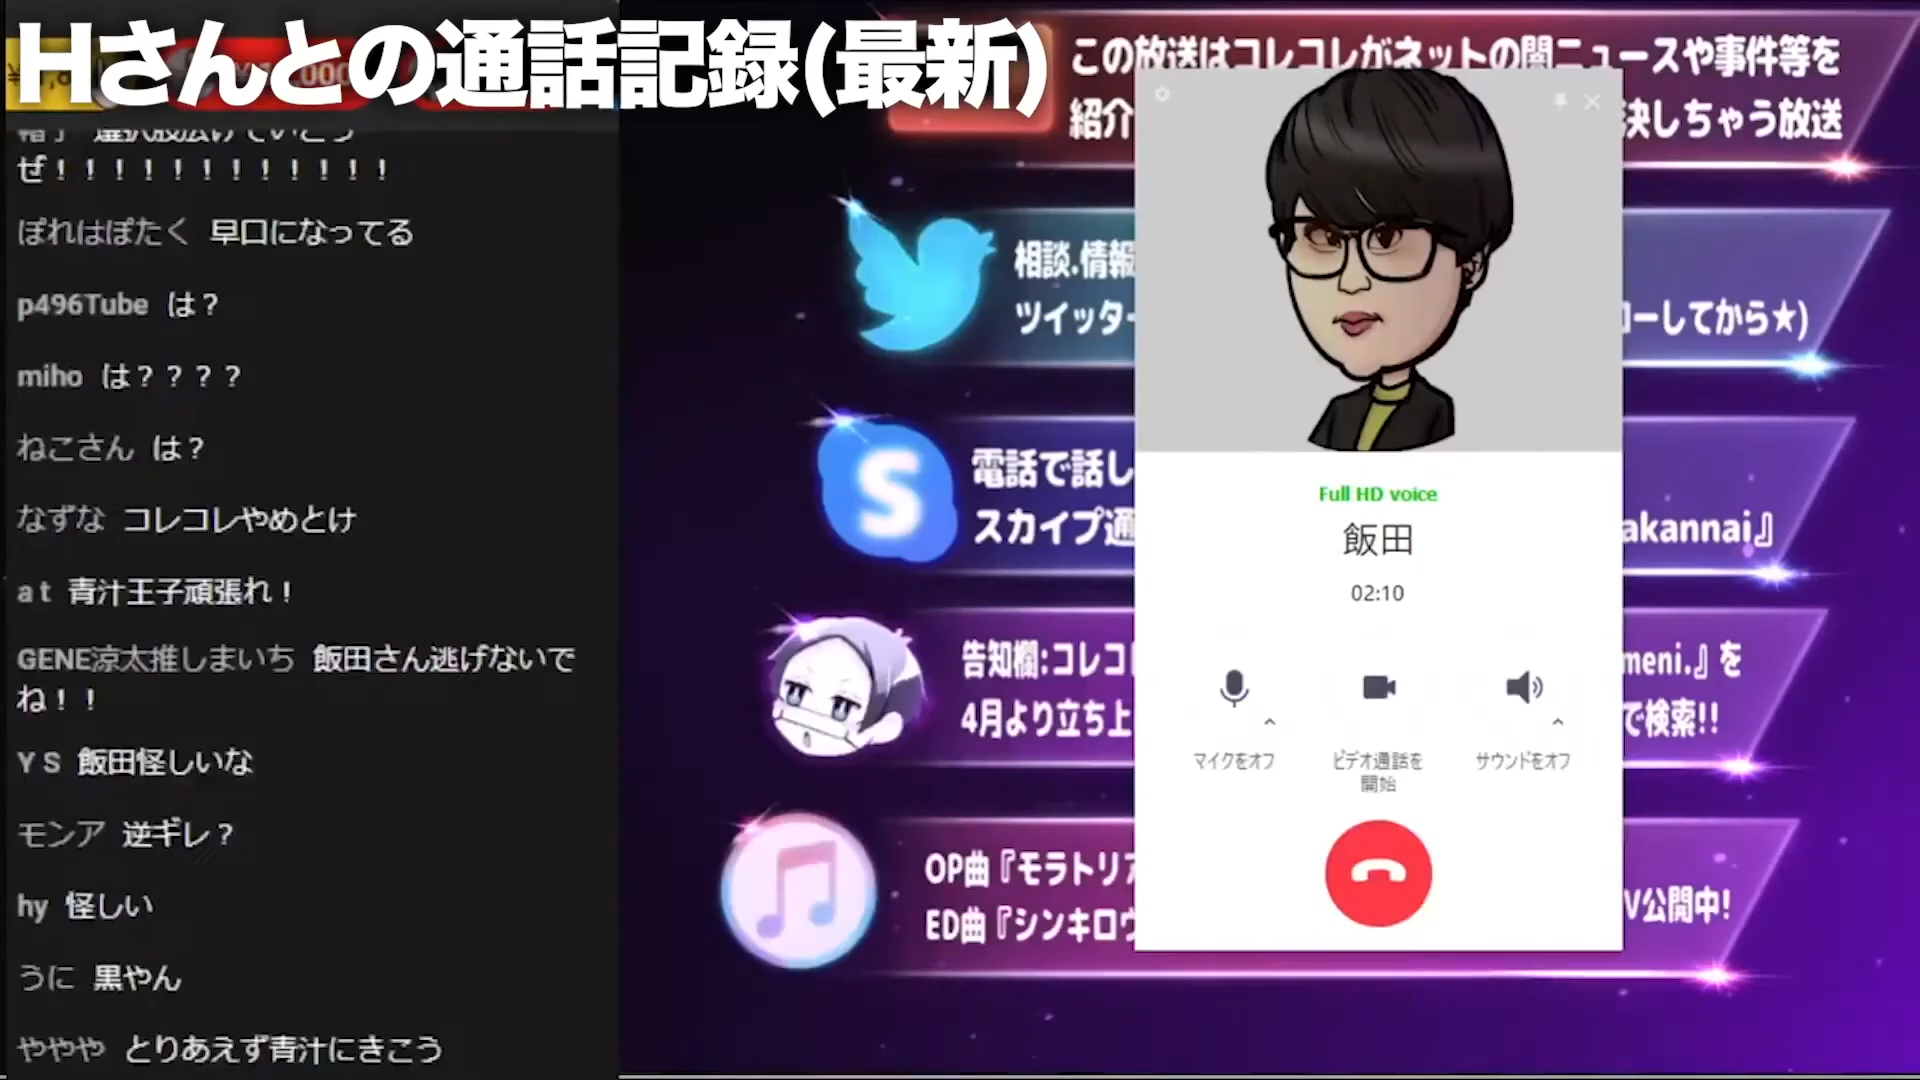 Hさんとの通話記録(最新)
ぜ!!!!!!!!!!!!
ぽれはぽたく 早口になってる
p496Tube は?
miho は????
ねこさん は?
なずな コレコレやめとけ
a t 青汁王子頑張れ!
GENE涼太推しまいち 飯田さん逃げないで
ね!!
Y S 飯田怪しいな
モンア 逆ギレ?
hy 怪しい
うに 黒やん
ややや とりあえず青汁にきこう
この放送はコレコレがネットの闇ニュースや事件等を
紹介 決しちゃう放送
相談.情報
ツイッター ローしてから★)
電話で話し
スカイプ通 akannai』
告知欄:コレコ meni.』を
4月より立ち上 で検索!!
OP曲『モラトリア
ED曲『シンキロウ V公開中!
Full HD voice
飯田
02:10
マイクをオフ
ビデオ通話を
開始
サウンドをオフ